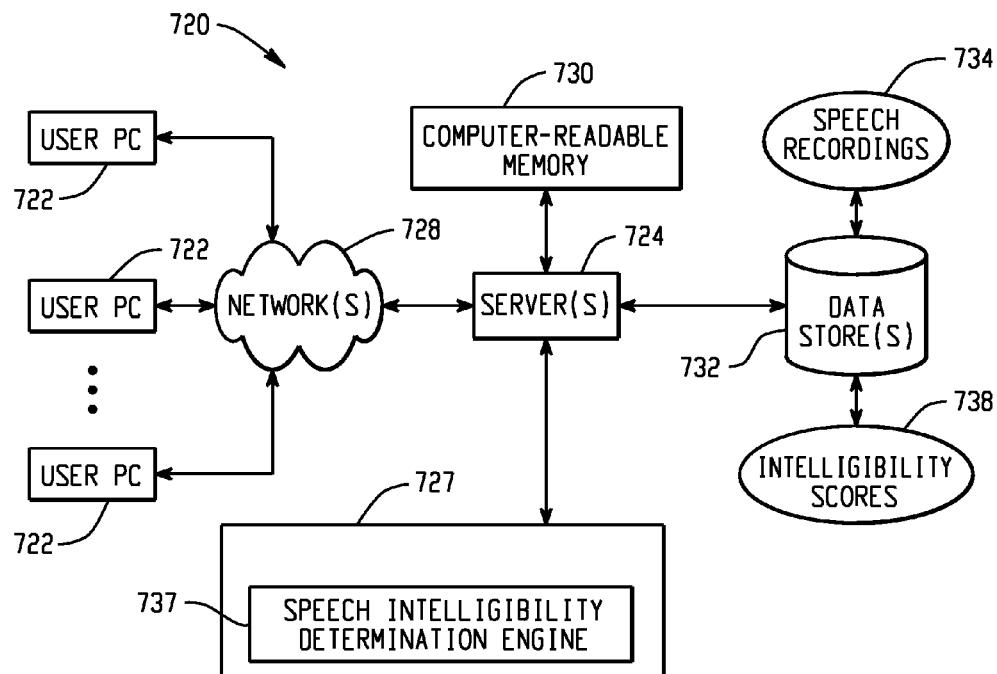 720
730
734
USER PC
COMPUTER-READABLE
MEMORY
SPEECH
RECORDINGS
722
728
724
722
USER PC
NETWORK(S)
SERVER(S)
DATA
STORE(S)
732
738
USER PC
727
INTELLIGIBILITY
SCORES
722
737
SPEECH INTELLIGIBILITY
DETERMINATION ENGINE